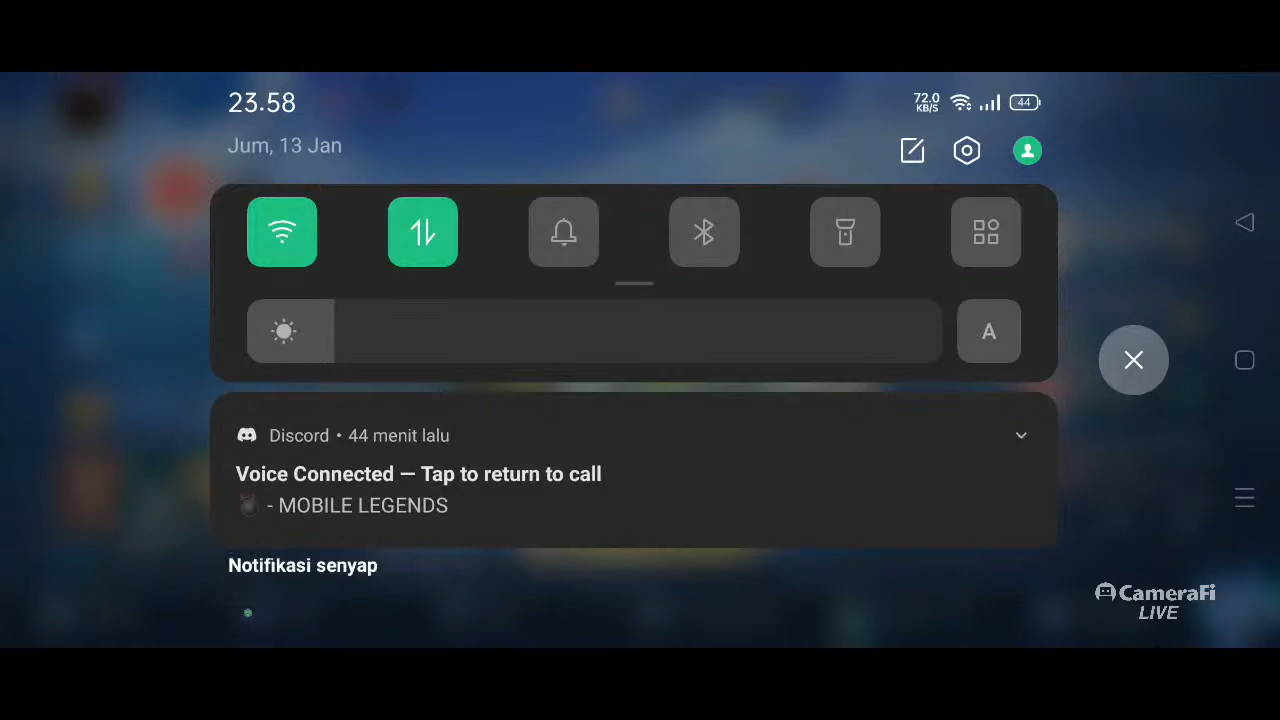 23.58
72.0
KB/S
44
Jum, 13 Jan
A
Discord • 44 menit lalu
Voice Connected — Tap to return to call
- MOBILE LEGENDS
Notifikasi senyap
CameraFi
LIVE